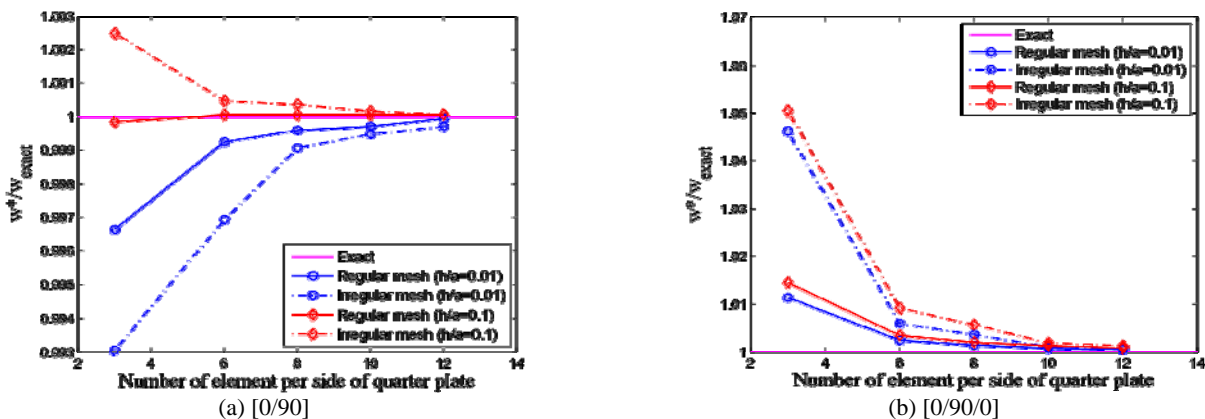 1.003
1.002
1.001
1
0.999
0.998
0.997
0.996
0.995
0.994
0.993
w*/w exact
2 4 6 8 10 12 14
Number of element per side of quarter plate
Exact
Regular mesh (h/a=0.01)
Irregular mesh (h/a=0.01)
Regular mesh (h/a=0.1)
Irregular mesh (h/a=0.1)
(a) [0/90]
1.07
1.06
1.05
1.04
1.03
1.02
1.01
1
w*/w exact
2 4 6 8 10 12 14
Number of element per side of quarter plate
Exact
Regular mesh (h/a=0.01)
Irregular mesh (h/a=0.01)
Regular mesh (h/a=0.1)
Irregular mesh (h/a=0.1)
(b) [0/90/0]